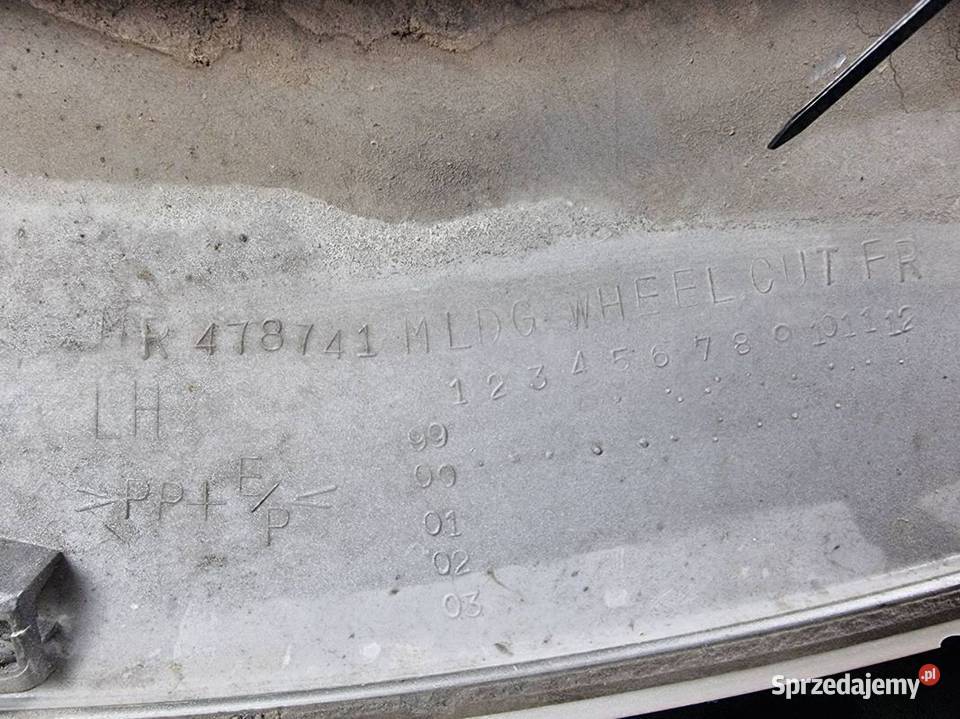 MR 478741 MLDG-WHEEL CUT FR
LH
1 2 3 4 5 6 7 8 9 10 11 12
>PP+E/P<
99
00
01
02
03
Sprzedajemy.pl